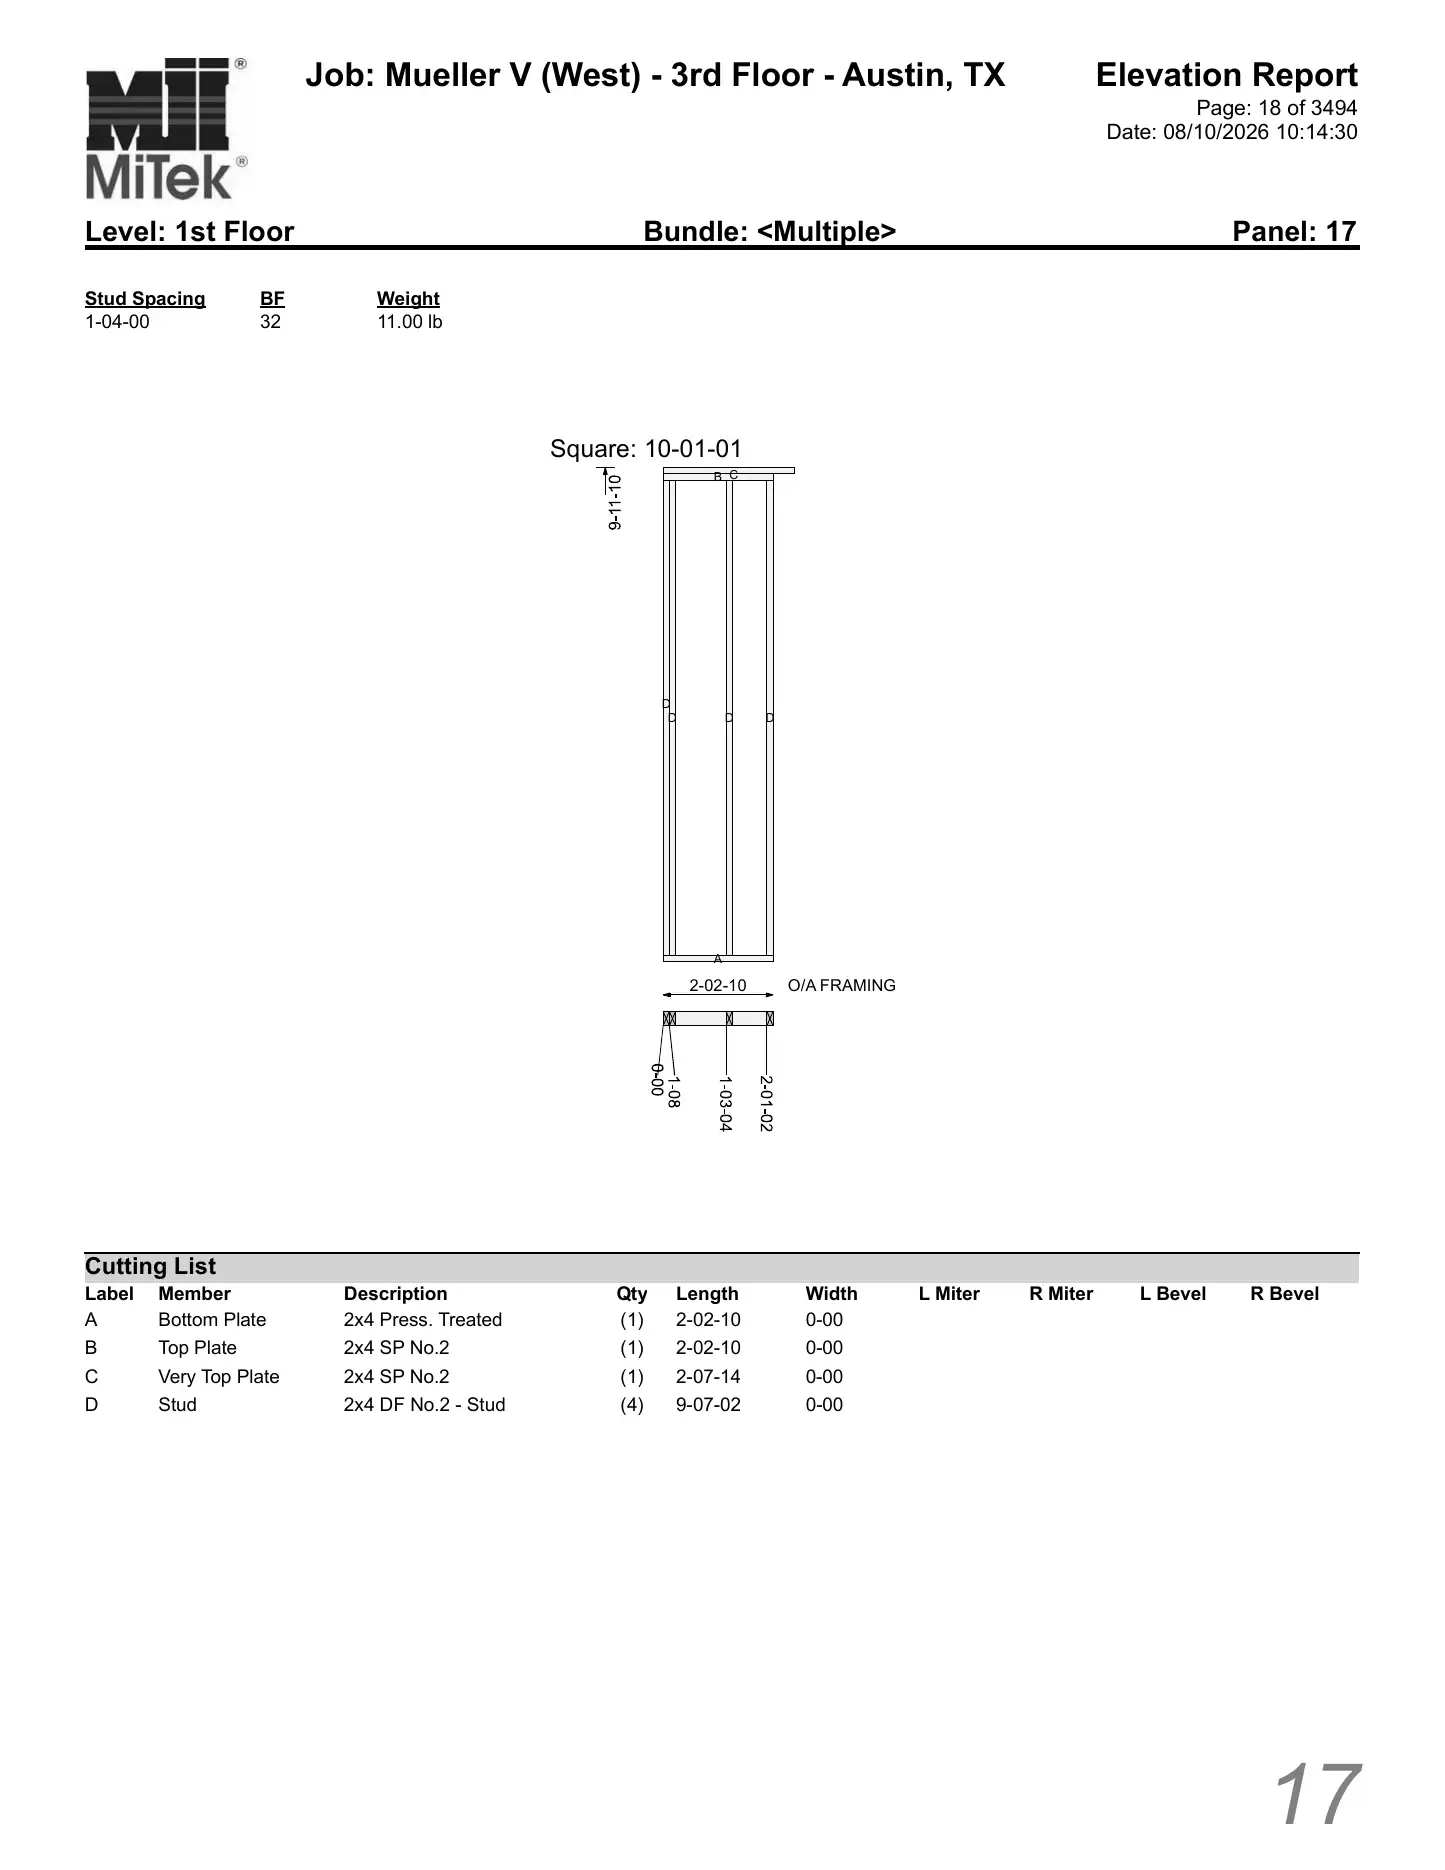 MiTek®
Job: Mueller V (West) - 3rd Floor - Austin, TX
Elevation Report
Page: 18 of 3494
Date: 08/10/2026 10:14:30
Level: 1st Floor Bundle: <Multiple> Panel: 17
Stud Spacing BF Weight
1-04-00 32 11.00 lb
Square: 10-01-01
9-11-10
B C
D
D D D
A
2-02-10 O/A FRAMING
0-00 1-08 1-03-04 2-01-02
Cutting List
Label Member Description Qty Length Width L Miter R Miter L Bevel R Bevel
A Bottom Plate 2x4 Press. Treated (1) 2-02-10 0-00
B Top Plate 2x4 SP No.2 (1) 2-02-10 0-00
C Very Top Plate 2x4 SP No.2 (1) 2-07-14 0-00
D Stud 2x4 DF No.2 - Stud (4) 9-07-02 0-00
17